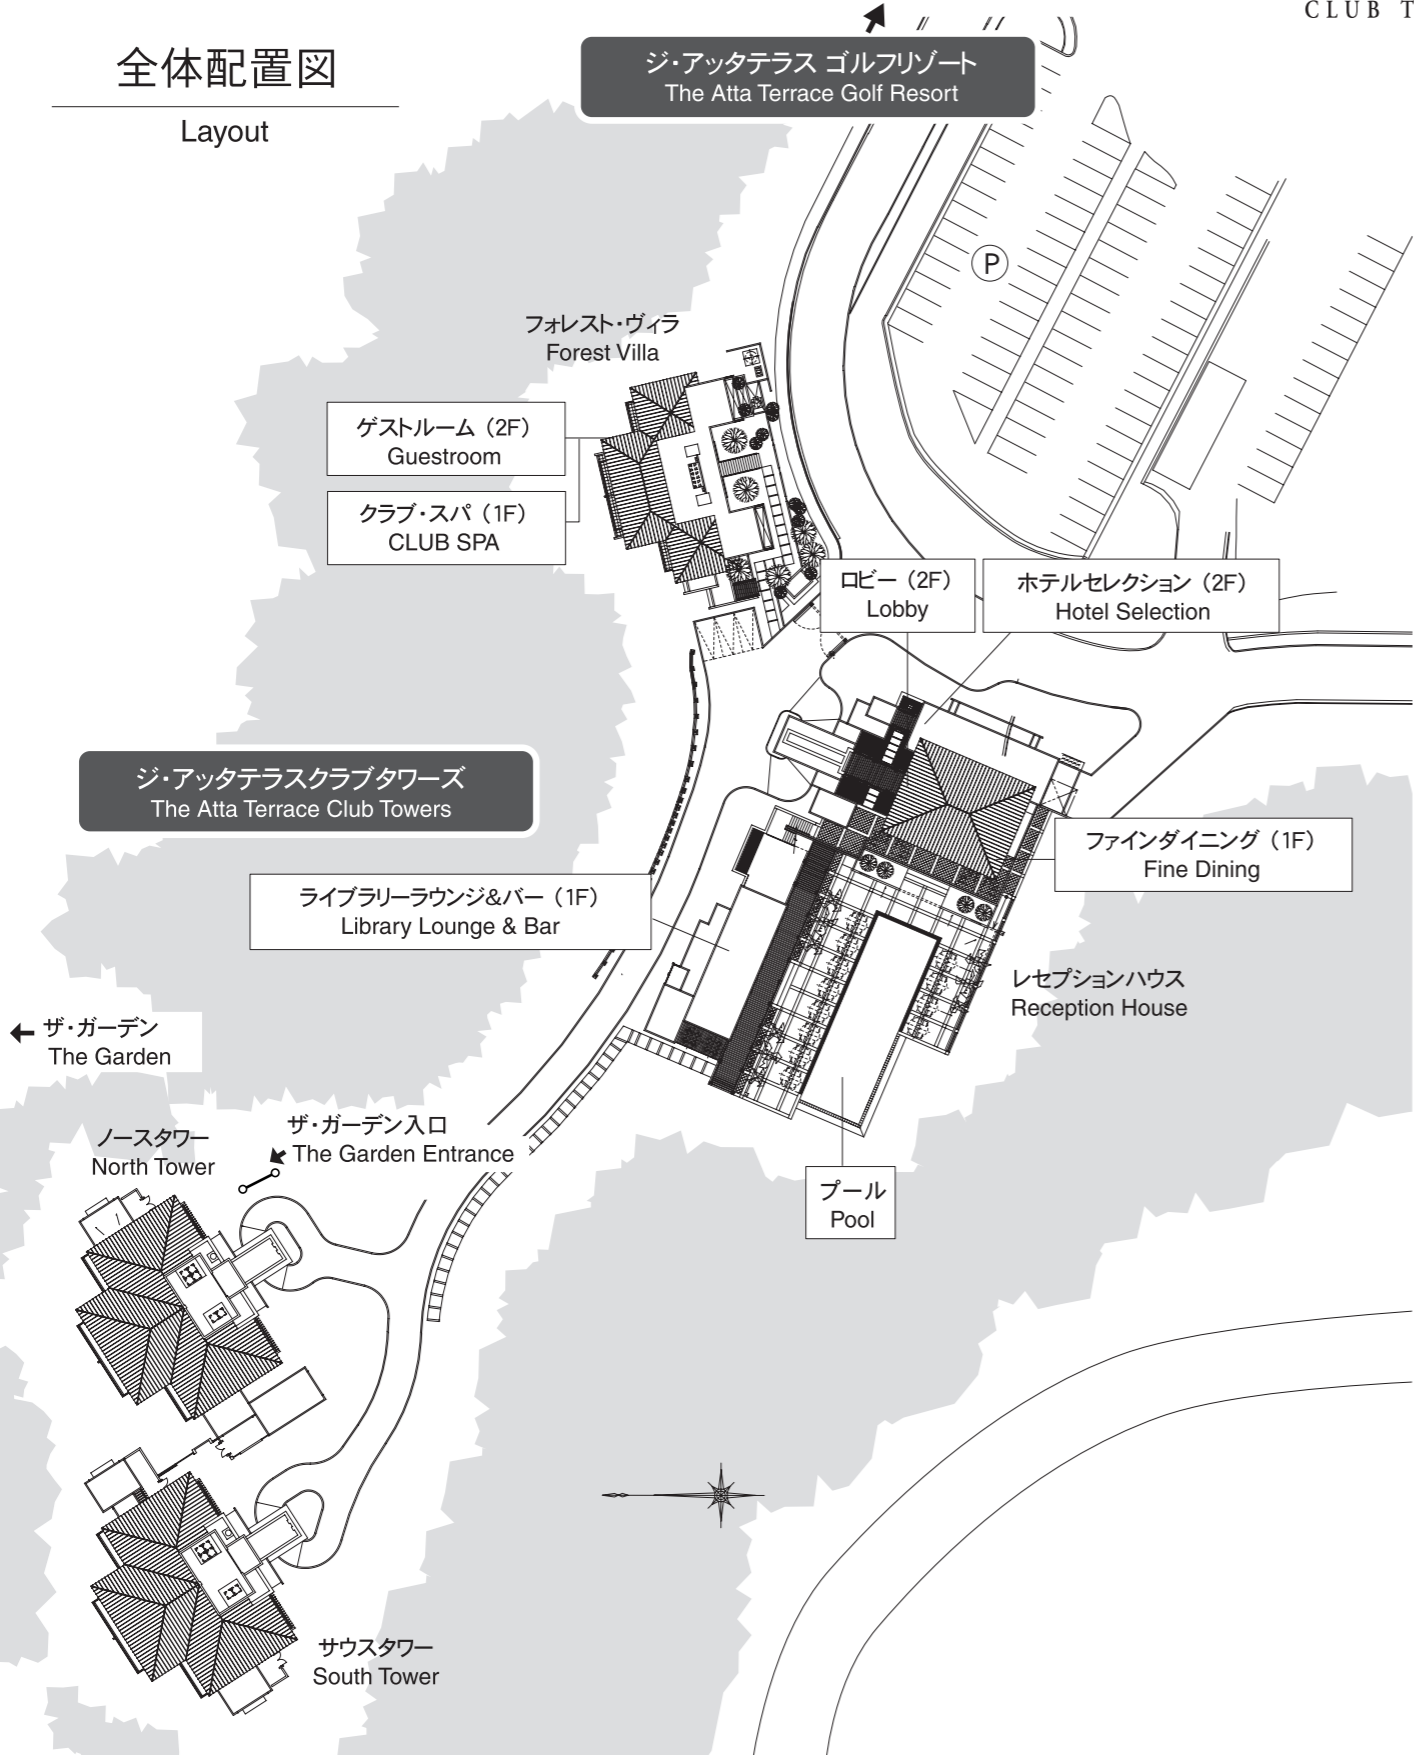 CLUB T
全体配置図
Layout
ジ・アッタテラス ゴルフリゾート
The Atta Terrace Golf Resort
P
フォレスト・ヴィラ
Forest Villa
ゲストルーム（2F）
Guestroom
クラブ・スパ（1F）
CLUB SPA
ロビー（2F）
Lobby
ホテルセレクション（2F）
Hotel Selection
ジ・アッタテラスクラブタワーズ
The Atta Terrace Club Towers
ファインダイニング（1F）
Fine Dining
ライブラリーラウンジ&バー（1F）
Library Lounge & Bar
レセプションハウス
Reception House
ザ・ガーデン
The Garden
ザ・ガーデン入口
The Garden Entrance
ノースタワー
North Tower
プール
Pool
サウスタワー
South Tower